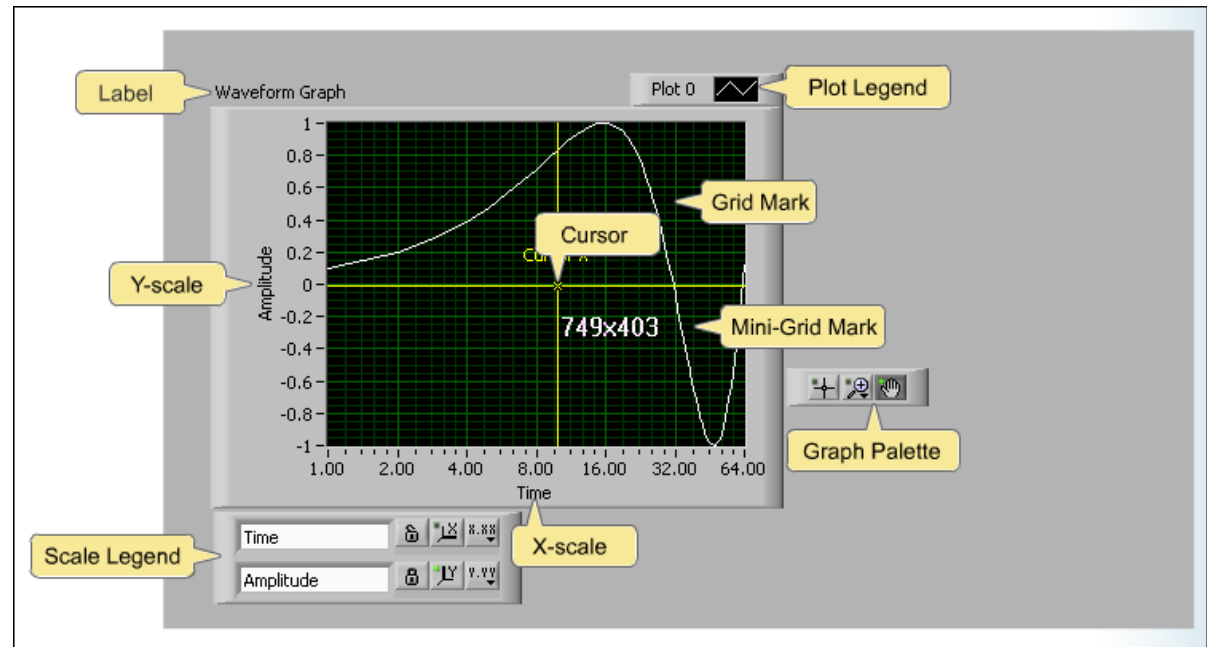 Label
Waveform Graph
Plot 0
Plot Legend
1
0.8
0.6
0.4
0.2
0
-0.2
-0.4
-0.6
-0.8
-1
Amplitude
Y-scale
Grid Mark
Cursor
749x403
Mini-Grid Mark
Graph Palette
1.00 2.00 4.00 8.00 16.00 32.00 64.00
Time
X-scale
Scale Legend
Time
X
X.XX
Amplitude
Y
Y.YY